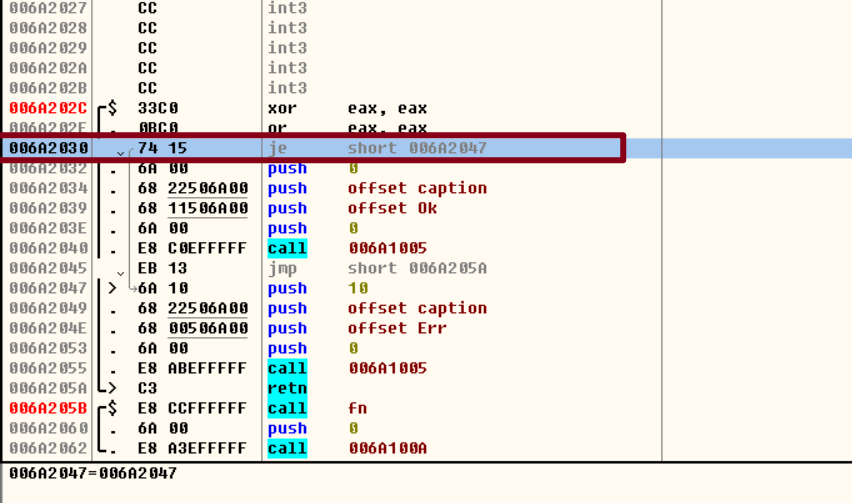 006A2027 CC int3
006A2028 CC int3
006A2029 CC int3
006A202A CC int3
006A202B CC int3
006A202C $ 33C0 xor eax, eax
006A202E . 0BC0 or eax, eax
006A2030 . 74 15 je short 006A2047
006A2032 . 6A 00 push 0
006A2034 . 68 22506A00 push offset caption
006A2039 . 68 11506A00 push offset Ok
006A203E . 6A 00 push 0
006A2040 . E8 C0EFFFFF call 006A1005
006A2045 EB 13 jmp short 006A205A
006A2047 > 6A 10 push 10
006A2049 . 68 22506A00 push offset caption
006A204E . 68 00506A00 push offset Err
006A2053 . 6A 00 push 0
006A2055 . E8 ABEFFFFF call 006A1005
006A205A > C3 retn
006A205B $ E8 CCFFFFFF call fn
006A2060 . 6A 00 push 0
006A2062 . E8 A3EFFFFF call 006A100A
006A2047=006A2047